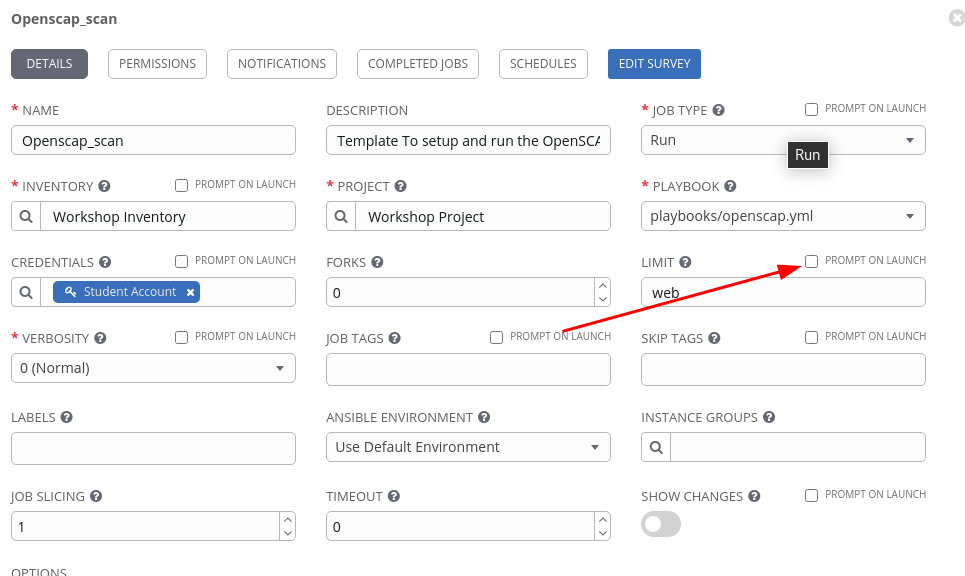 Openscap_scan
DETAILS PERMISSIONS NOTIFICATIONS COMPLETED JOBS SCHEDULES EDIT SURVEY
* NAME DESCRIPTION * JOB TYPE ? PROMPT ON LAUNCH
Openscap_scan Template To setup and run the OpenSCA Run
Run
* INVENTORY ? PROMPT ON LAUNCH * PROJECT ? * PLAYBOOK ?
Workshop Inventory Workshop Project playbooks/openscap.yml
CREDENTIALS ? PROMPT ON LAUNCH FORKS ? LIMIT ? PROMPT ON LAUNCH
Student Account × 0 web
* VERBOSITY ? PROMPT ON LAUNCH JOB TAGS ? PROMPT ON LAUNCH SKIP TAGS ? PROMPT ON LAUNCH
0 (Normal)
LABELS ? ANSIBLE ENVIRONMENT ? INSTANCE GROUPS ?
Use Default Environment
JOB SLICING ? TIMEOUT ? SHOW CHANGES ? PROMPT ON LAUNCH
1 0
OPTIONS